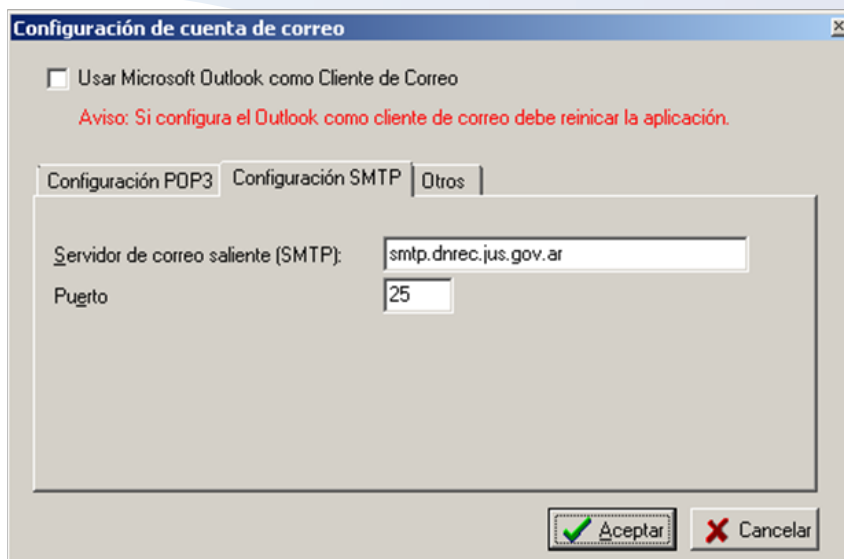 Configuración de cuenta de correo
Usar Microsoft Outlook como Cliente de Correo
Aviso: Si configura el Outlook como cliente de correo debe reinicar la aplicación.
Configuración POP3 Configuración SMTP Otros
Servidor de correo saliente (SMTP): smtp.dnrec.jus.gov.ar
Puerto 25
Aceptar Cancelar